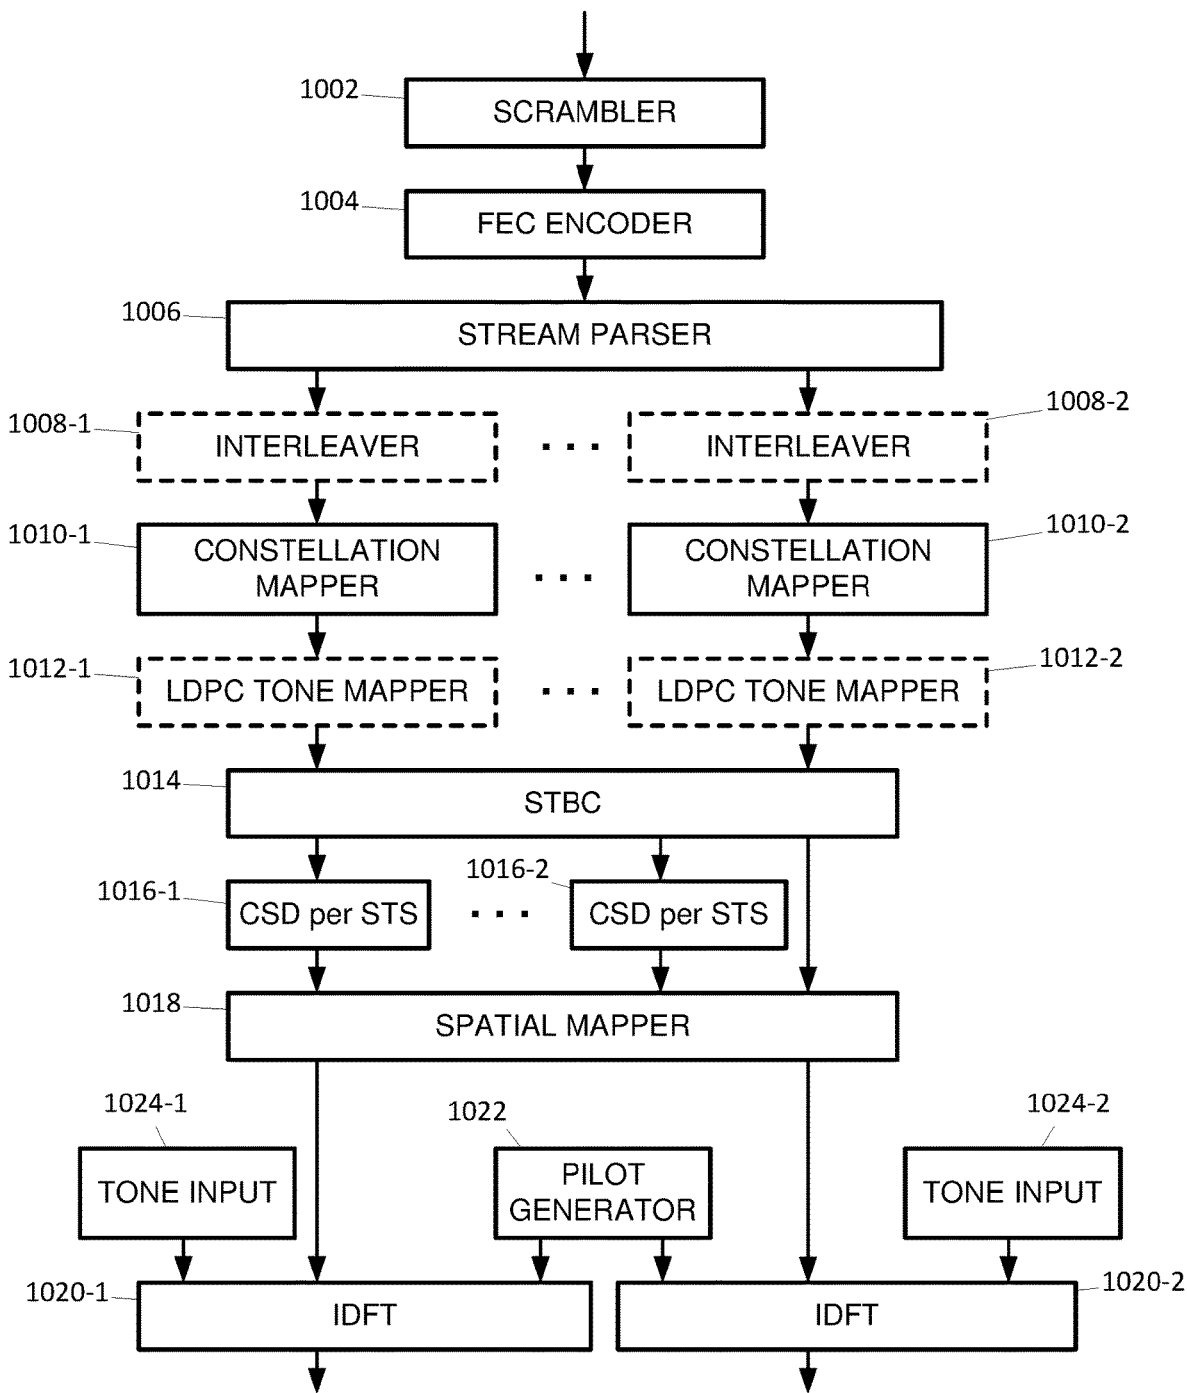 1002
SCRAMBLER
1004
FEC ENCODER
1006
STREAM PARSER
1008-1
INTERLEAVER
. . .
INTERLEAVER
1008-2
1010-1
CONSTELLATION
MAPPER
. . .
CONSTELLATION
MAPPER
1010-2
1012-1
LDPC TONE MAPPER
. . .
LDPC TONE MAPPER
1012-2
1014
STBC
1016-1
CSD per STS
. . .
1016-2
CSD per STS
1018
SPATIAL MAPPER
1024-1
TONE INPUT
1022
PILOT
GENERATOR
1024-2
TONE INPUT
1020-1
IDFT
IDFT
1020-2